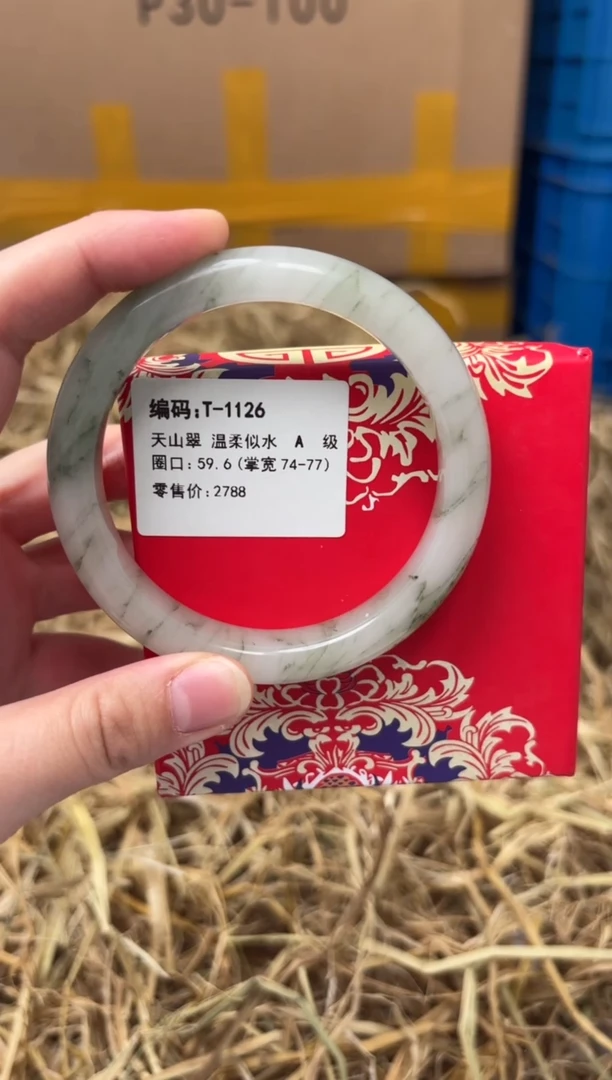 P30-100
编码:T-1126
天山翠 温柔似水 A 级
圈口:59.6(掌宽74-77)
零售价:2788